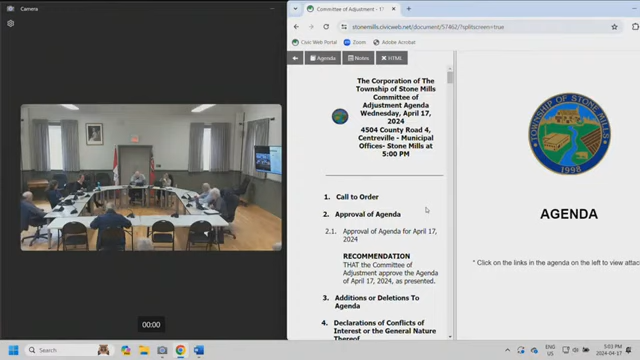 Camera
Committee of Adjustment - 1
stonemills.civicweb.net/document/57462/?splitscreen=true
Civic Web Portal
Zoom
Adobe Acrobat
Agenda
Notes
HTML
The Corporation of The
Township of Stone Mills
Committee of
Adjustment Agenda
Wednesday, April 17,
2024
4504 County Road 4,
Centreville - Municipal
Offices- Stone Mills at
5:00 PM
1. Call to Order
2. Approval of Agenda
2.1. Approval of Agenda for April 17,
2024
RECOMMENDATION
THAT the Committee of
Adjustment approve the Agenda
of April 17, 2024, as presented.
3. Additions or Deletions To
Agenda
4. Declarations of Conflicts of
Interest or the General Nature
Thereof
TOWNSHIP OF STONE MILLS
1998
AGENDA
* Click on the links in the agenda on the left to view attac
00:00
Search
ENG
US
5:03 PM
2024-04-17